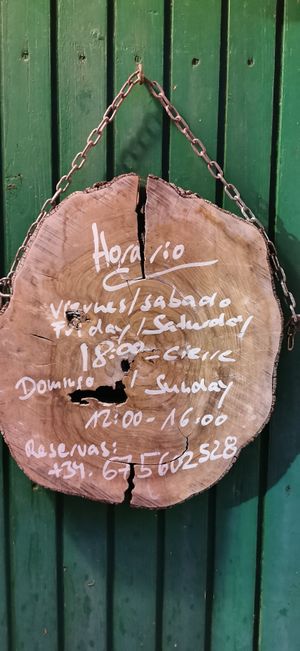 Horario
Viernes/sabado
Friday/Saturday
18:00-cierre
Domingo / Sunday
12:00-16.00
Reservas:
+34.675602528